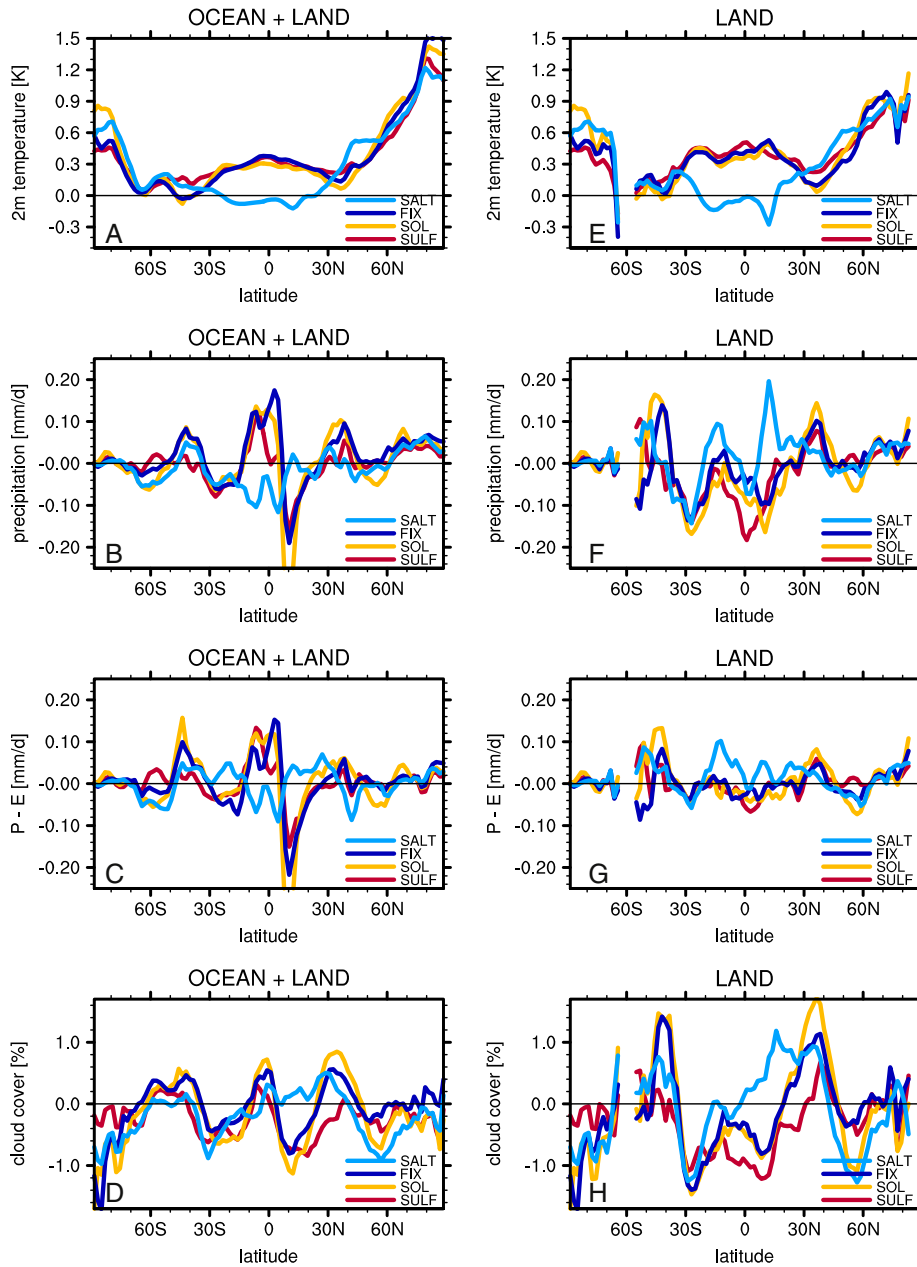 OCEAN + LAND
2m temperature [K]
1.5
1.2
0.9
0.6
0.3
0.0
-0.3
A
SALT
FIX
SOL
SULF
60S 30S 0 30N 60N
latitude
LAND
2m temperature [K]
1.5
1.2
0.9
0.6
0.3
0.0
-0.3
E
SALT
FIX
SOL
SULF
60S 30S 0 30N 60N
latitude
OCEAN + LAND
precipitation [mm/d]
0.20
0.10
-0.00
-0.10
-0.20
B
SALT
FIX
SOL
SULF
60S 30S 0 30N 60N
latitude
LAND
precipitation [mm/d]
0.20
0.10
-0.00
-0.10
-0.20
F
SALT
FIX
SOL
SULF
60S 30S 0 30N 60N
latitude
OCEAN + LAND
P - E [mm/d]
0.20
0.10
-0.00
-0.10
-0.20
C
SALT
FIX
SOL
SULF
60S 30S 0 30N 60N
latitude
LAND
P - E [mm/d]
0.20
0.10
-0.00
-0.10
-0.20
G
SALT
FIX
SOL
SULF
60S 30S 0 30N 60N
latitude
OCEAN + LAND
cloud cover [%]
1.0
0.0
-1.0
D
SALT
FIX
SOL
SULF
60S 30S 0 30N 60N
latitude
LAND
cloud cover [%]
1.0
0.0
-1.0
H
SALT
FIX
SOL
SULF
60S 30S 0 30N 60N
latitude